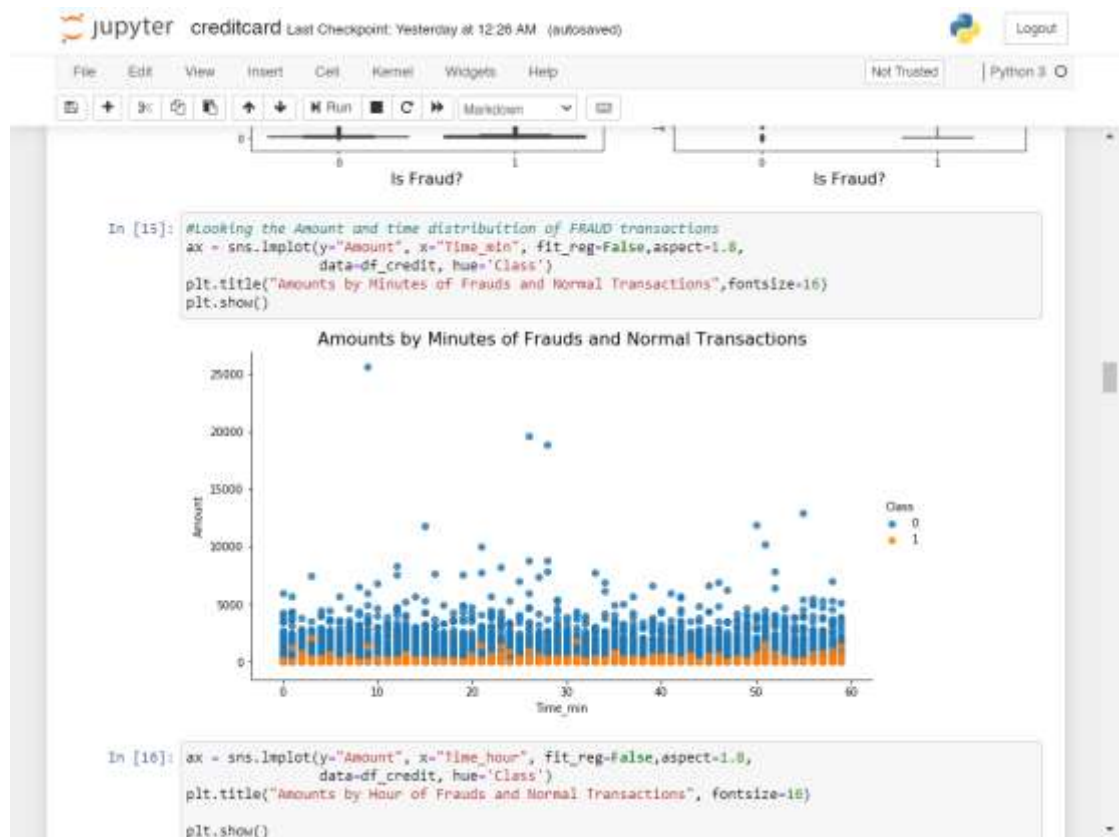 jupyter creditcard Last Checkpoint: Yesterday at 12:26 AM (autosaved)
Logout
File Edit View Insert Cell Kernel Widgets Help
Not Trusted
Python 3
Run
Markdown
0
0 1
Is Fraud?
0 1
Is Fraud?
In [15]:
#Looking the Amount and time distribuition of FRAUD transactions
ax = sns.lmplot(y="Amount", x="Time_min", fit_reg=False,aspect=1.8,
data=df_credit, hue='Class')
plt.title("Amounts by Minutes of Frauds and Normal Transactions",fontsize=16)
plt.show()
Amounts by Minutes of Frauds and Normal Transactions
25000
20000
15000
10000
5000
0
Amount
0 10 20 30 40 50 60
Time_min
Class
0
1
In [16]:
ax = sns.lmplot(y="Amount", x="Time_hour", fit_reg=False,aspect=1.8,
data=df_credit, hue='Class')
plt.title("Amounts by Hour of Frauds and Normal Transactions", fontsize=16)
plt.show()